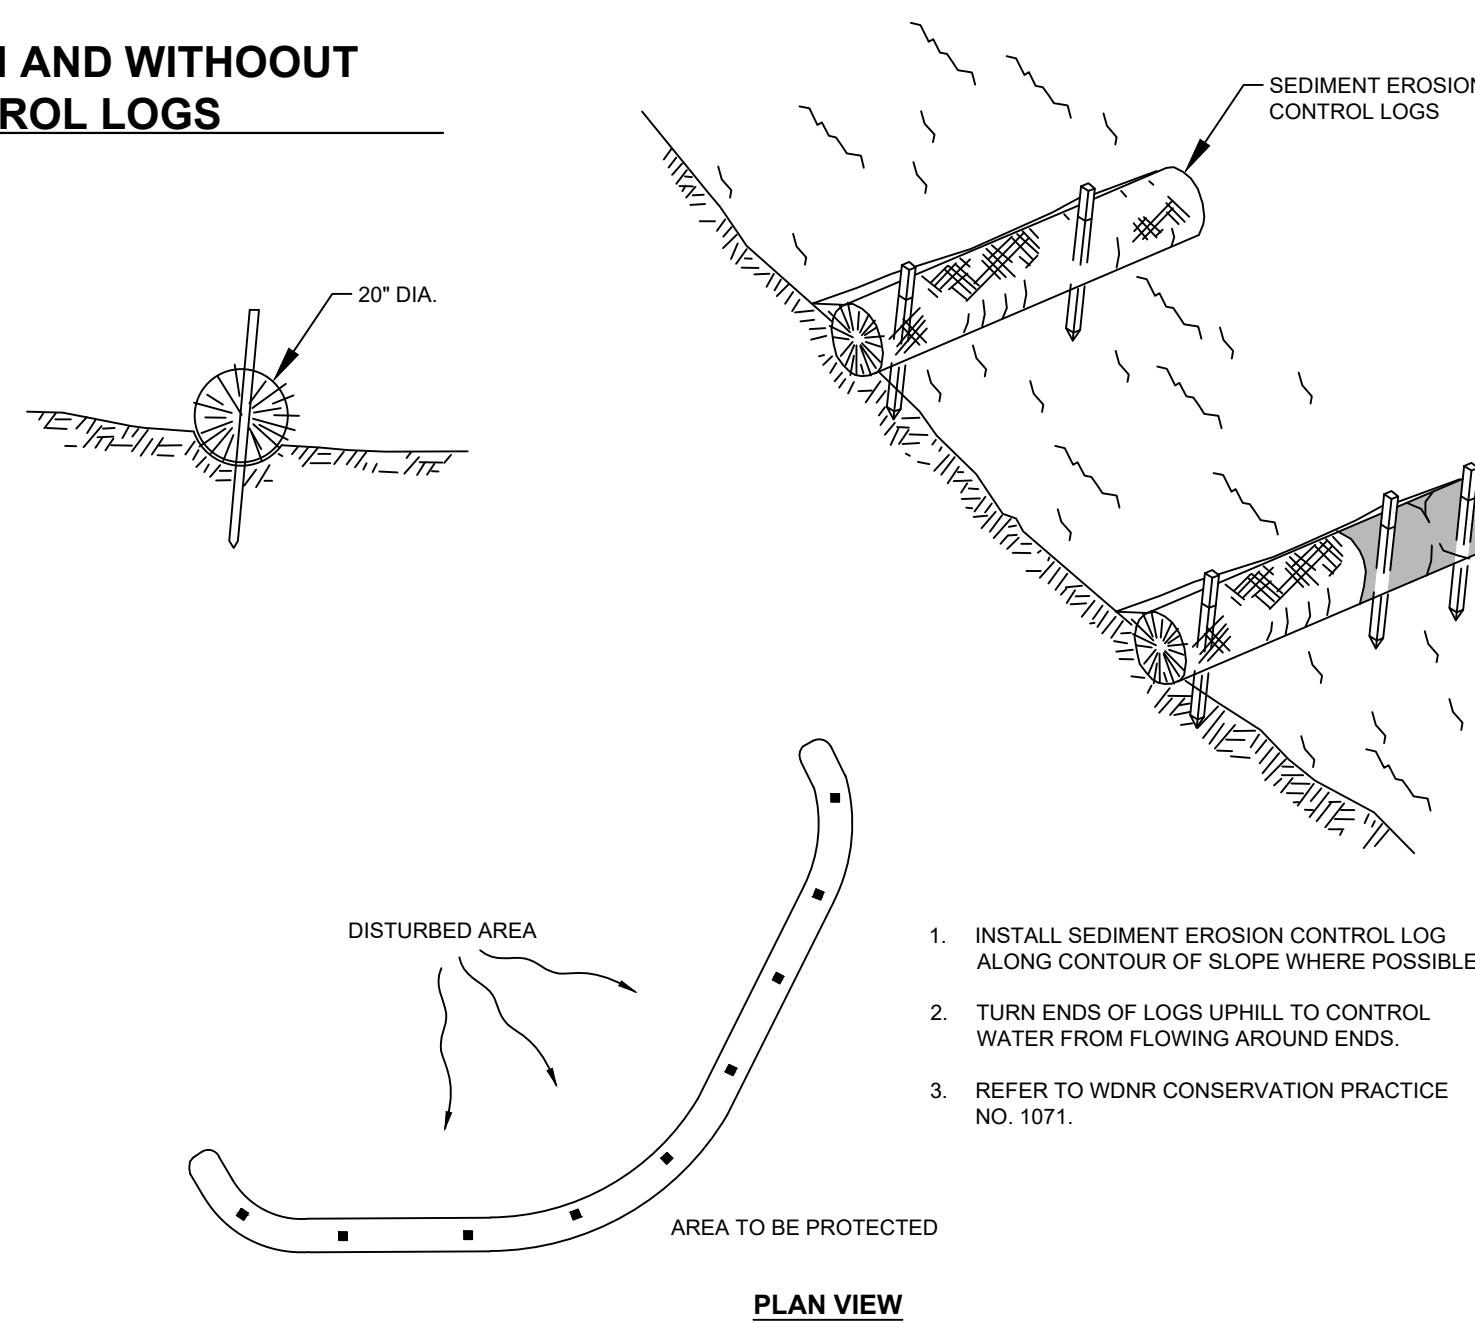 AND WITHOOUT
ROL LOGS
SEDIMENT EROSION
CONTROL LOGS
20" DIA.
DISTURBED AREA
1. INSTALL SEDIMENT EROSION CONTROL LOG
ALONG CONTOUR OF SLOPE WHERE POSSIBLE
2. TURN ENDS OF LOGS UPHILL TO CONTROL
WATER FROM FLOWING AROUND ENDS.
3. REFER TO WDNR CONSERVATION PRACTICE
NO. 1071.
AREA TO BE PROTECTED
PLAN VIEW